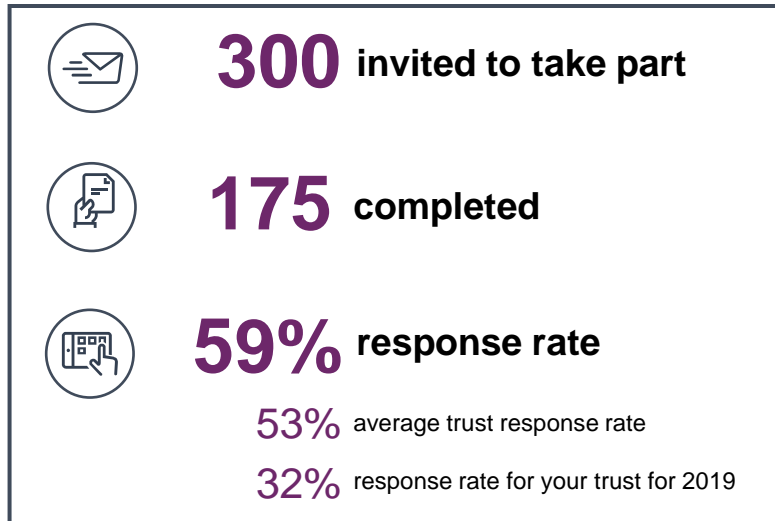 300 invited to take part
175 completed
59% response rate
53% average trust response rate
32% response rate for your trust for 2019